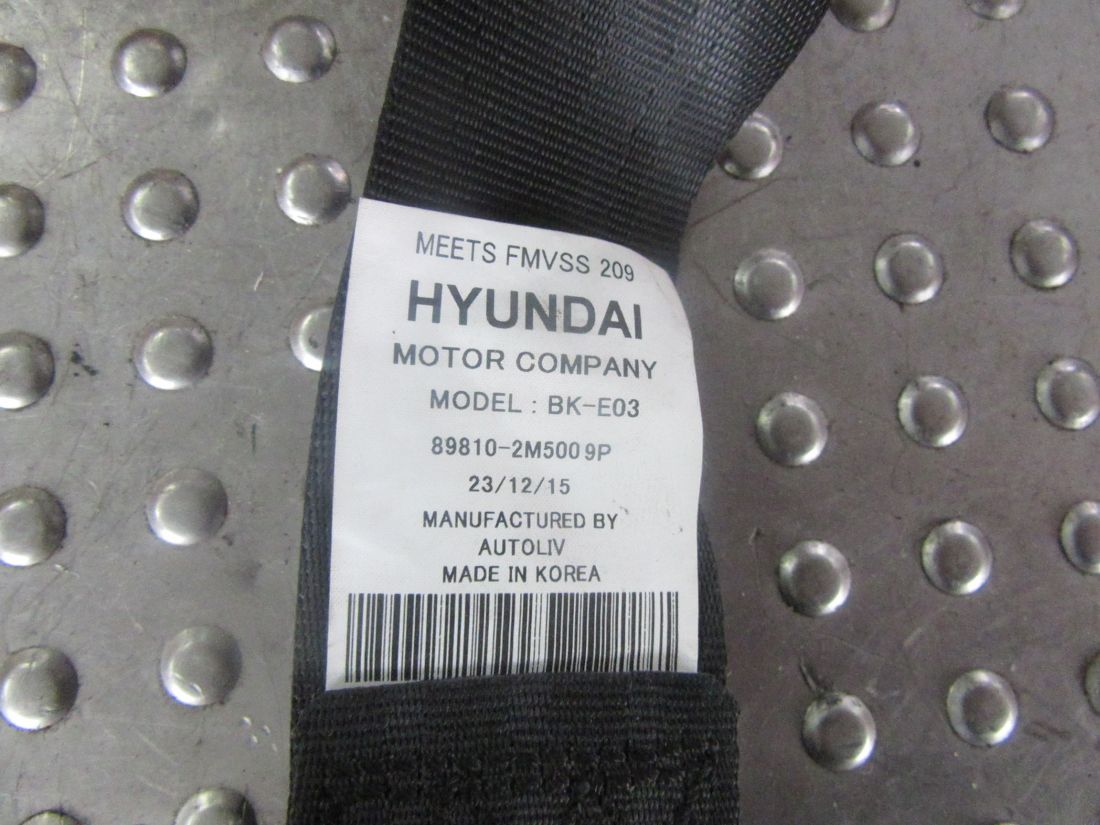 MEETS FMVSS 209
HYUNDAI
MOTOR COMPANY
MODEL : BK-E03
89810-2M500 9P
23/12/15
MANUFACTURED BY
AUTOLIV
MADE IN KOREA